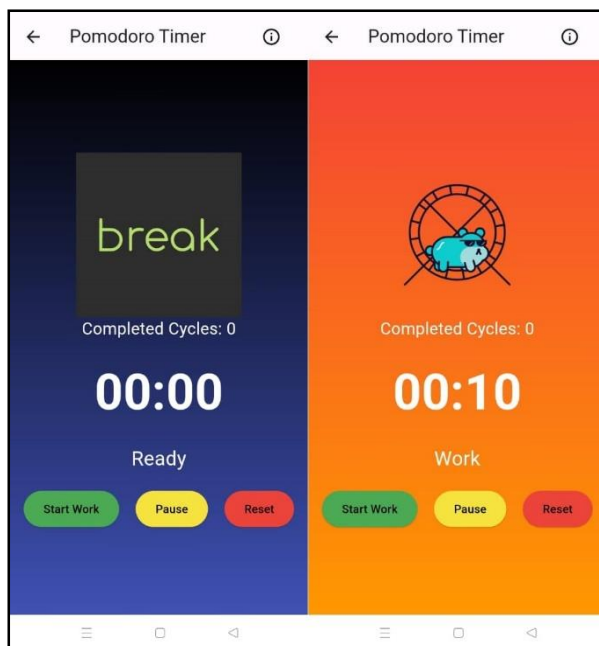 Pomodoro Timer
break
Completed Cycles: 0
00:00
Ready
Start Work
Pause
Reset
Pomodoro Timer
Completed Cycles: 0
00:10
Work
Start Work
Pause
Reset